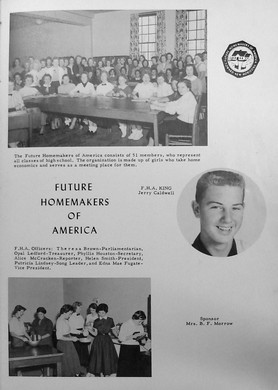 The Future Homemakers of America consists of 51 members, who represent
all classes of high school. The organization is made up of girls who take home
economics and serves as a meeting place for them.
F.H.A. KING
Jerry Caldwell
FUTURE
HOMEMAKERS
OF
AMERICA
F.H.A. Officers: Theresa Brown-Parliamentarian,
Opal Ledford-Treasurer, Phyllis Houston-Secretary,
Alice McCracken-Reporter, Helen Smith-President,
Patricia Lindsey-Song Leader, and Edna Mae Fugate-
Vice President.
Sponsor
Mrs. B. F. Morrow